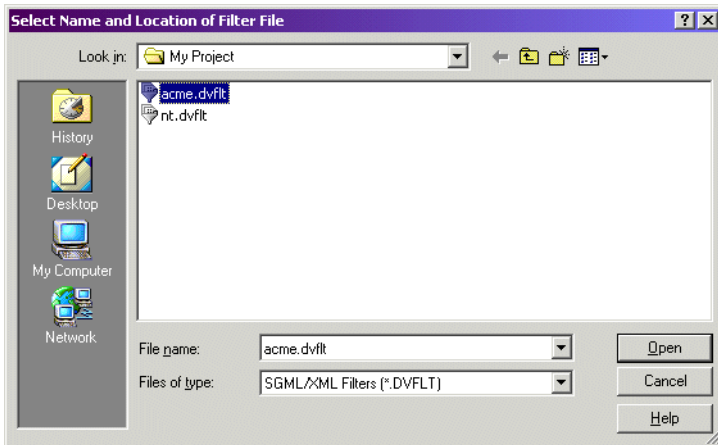 Select Name and Location of Filter File
Look in: My Project
acme.dvflt
nt.dvflt
History
Desktop
My Computer
Network
File name: acme.dvflt Open
Files of type: SGML/XML Filters (*.DVFLT) Cancel
Help